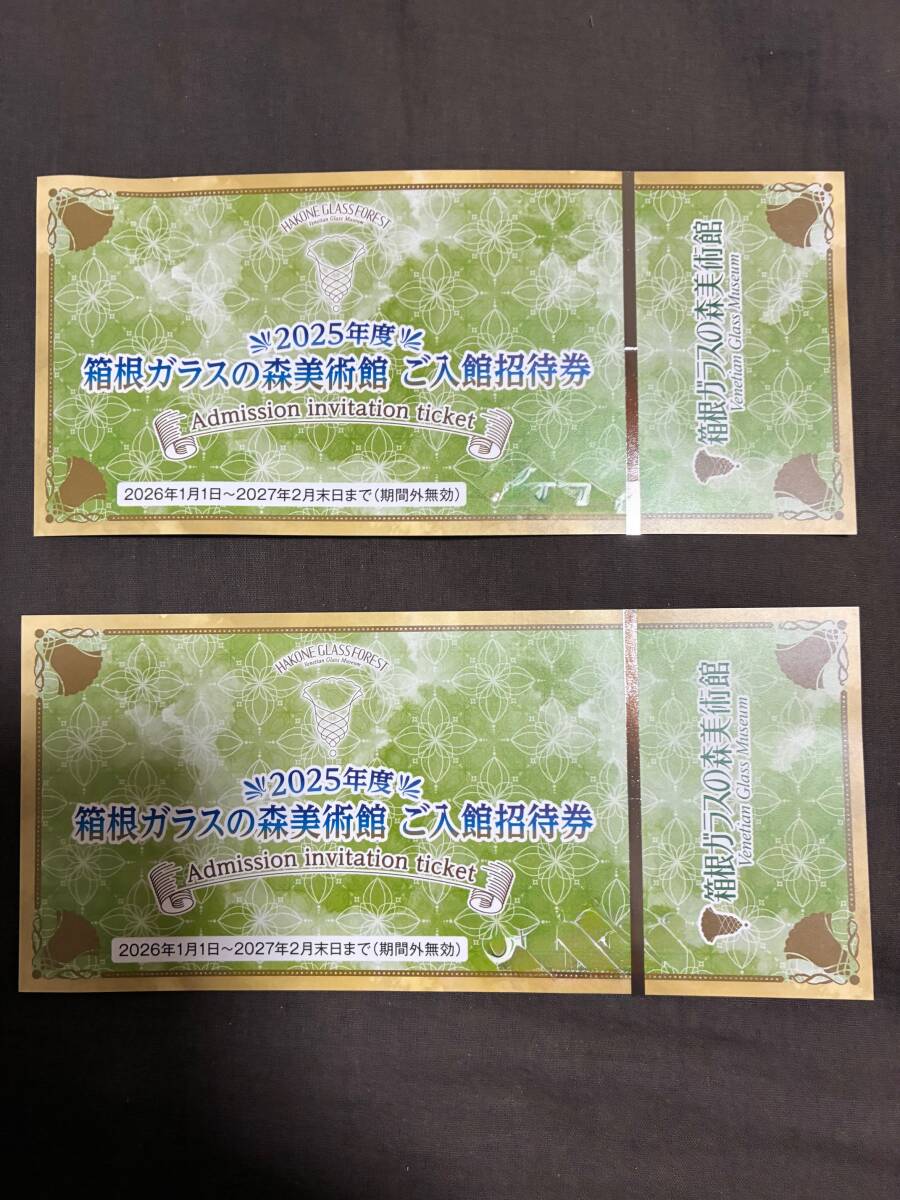 HAKONE GLASS FOREST
Venetian Glass Museum
2025年度
箱根ガラスの森美術館 ご入館招待券
Admission invitation ticket
2026年1月1日～2027年2月末日まで(期間外無効)
箱根ガラスの森美術館
Venetian Glass Museum
HAKONE GLASS FOREST
Venetian Glass Museum
2025年度
箱根ガラスの森美術館 ご入館招待券
Admission invitation ticket
2026年1月1日～2027年2月末日まで(期間外無効)
箱根ガラスの森美術館
Venetian Glass Museum